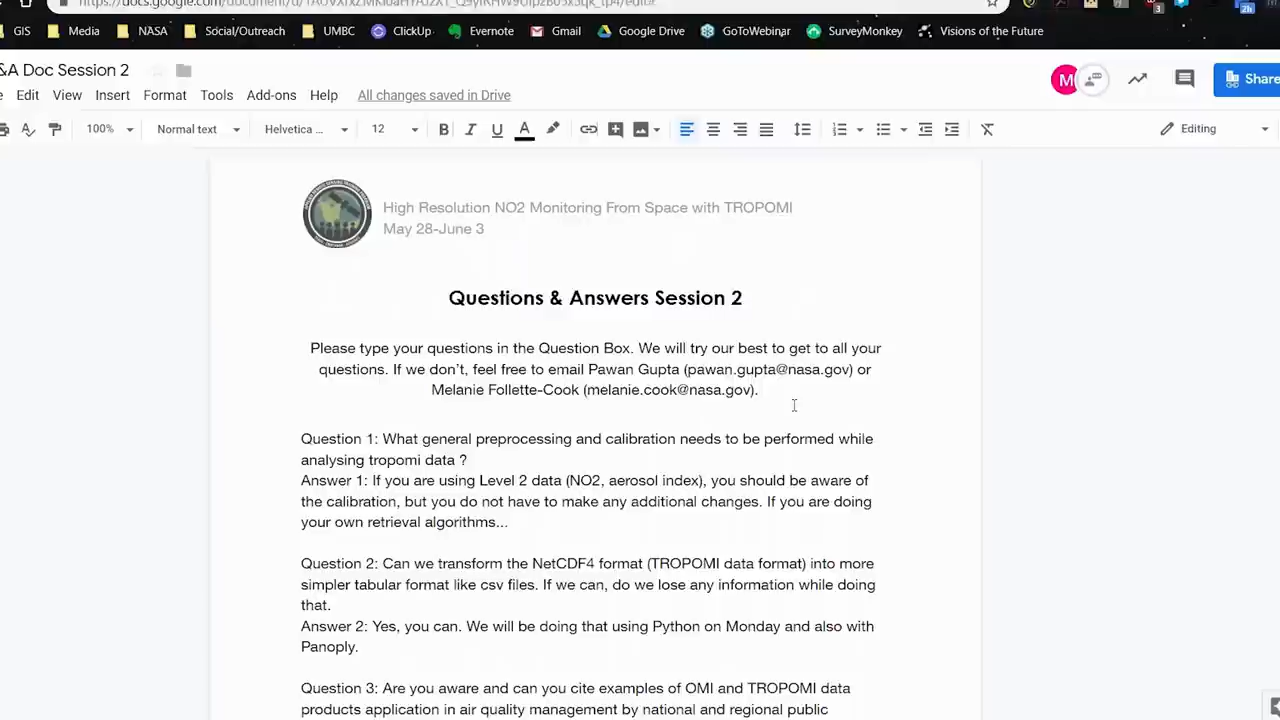 GIS Media NASA Social/Outreach UMBC ClickUp Evernote Gmail Google Drive GoToWebinar SurveyMonkey Visions of the Future
&A Doc Session 2
M
Share
Edit View Insert Format Tools Add-ons Help All changes saved in Drive
100% Normal text Helvetica ... 12 B I U A Editing
High Resolution NO2 Monitoring From Space with TROPOMI
May 28-June 3
Questions & Answers Session 2
Please type your questions in the Question Box. We will try our best to get to all your
questions. If we don't, feel free to email Pawan Gupta (pawan.gupta@nasa.gov) or
Melanie Follette-Cook (melanie.cook@nasa.gov).
Question 1: What general preprocessing and calibration needs to be performed while
analysing tropomi data ?
Answer 1: If you are using Level 2 data (NO2, aerosol index), you should be aware of
the calibration, but you do not have to make any additional changes. If you are doing
your own retrieval algorithms...
Question 2: Can we transform the NetCDF4 format (TROPOMI data format) into more
simpler tabular format like csv files. If we can, do we lose any information while doing
that.
Answer 2: Yes, you can. We will be doing that using Python on Monday and also with
Panoply.
Question 3: Are you aware and can you cite examples of OMI and TROPOMI data
products application in air quality management by national and regional public